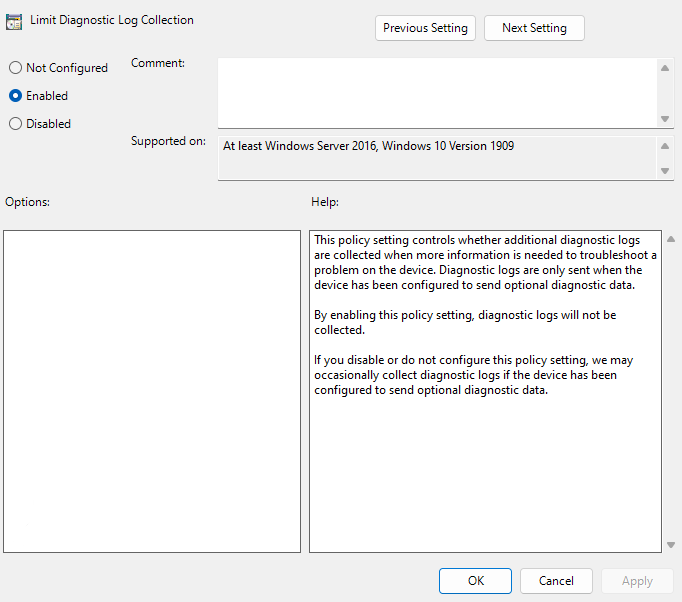 Limit Diagnostic Log Collection
Previous Setting
Next Setting
Not Configured
Enabled
Disabled
Comment:
Supported on:
At least Windows Server 2016, Windows 10 Version 1909
Options:
Help:
This policy setting controls whether additional diagnostic logs
are collected when more information is needed to troubleshoot a
problem on the device. Diagnostic logs are only sent when the
device has been configured to send optional diagnostic data.
By enabling this policy setting, diagnostic logs will not be
collected.
If you disable or do not configure this policy setting, we may
occasionally collect diagnostic logs if the device has been
configured to send optional diagnostic data.
OK
Cancel
Apply